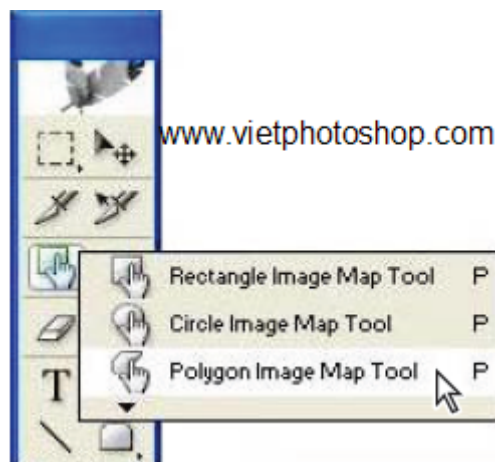 www.vietphotoshop.com
Rectangle Image Map Tool P
Circle Image Map Tool P
Polygon Image Map Tool P
T